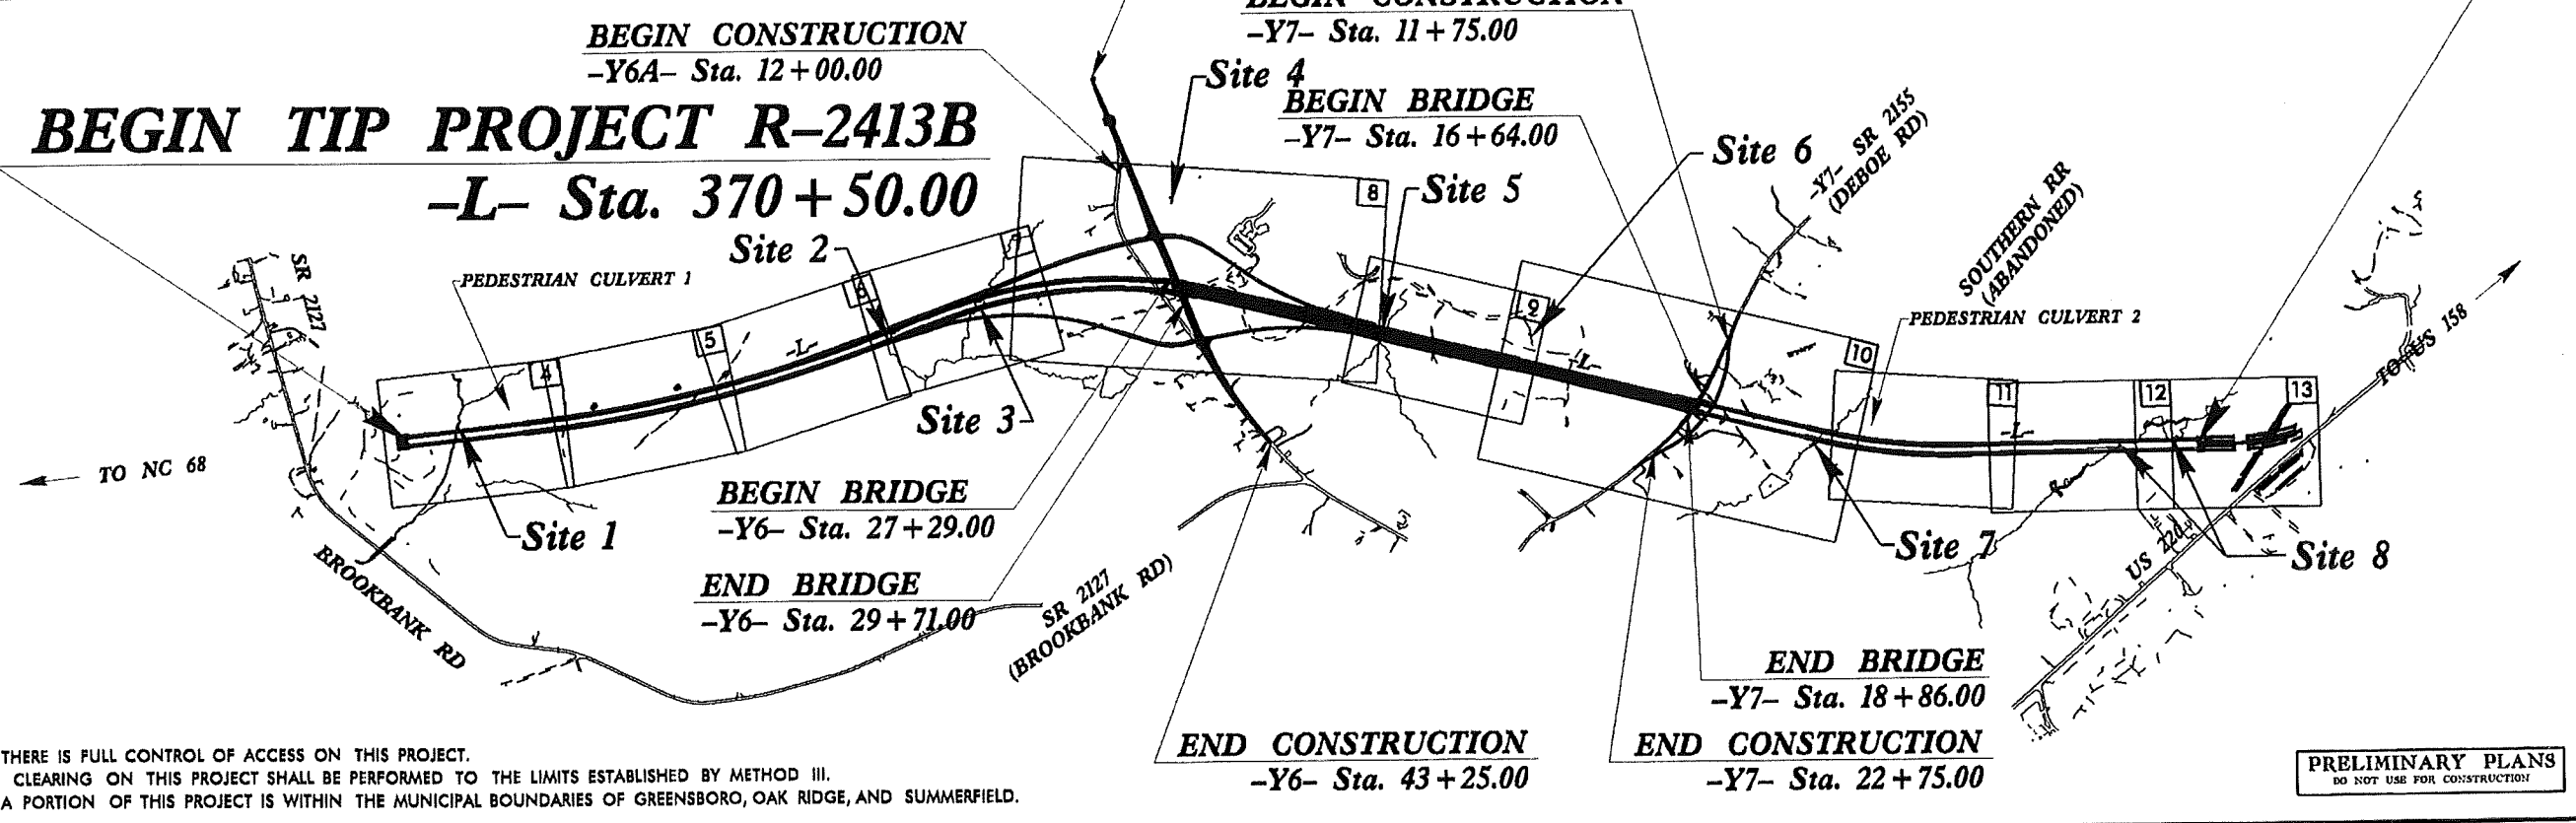 BEGIN CONSTRUCTION
-Y7- Sta. 11+75.00
BEGIN CONSTRUCTION
-Y6A- Sta. 12+00.00
Site 4
BEGIN BRIDGE
-Y7- Sta. 16+64.00
BEGIN TIP PROJECT R-2413B
-L- Sta. 370+50.00
Site 6
-Y7- SR 2155
(DEBOE RD)
8
Site 5
SOUTHERN RR
(ABANDONED)
Site 2
7
SR 2127
PEDESTRIAN CULVERT 1
6
9
PEDESTRIAN CULVERT 2
TO US 158
5
-L-
-L-
10
4
11
12
13
-L-
Site 3
TO NC 68
BEGIN BRIDGE
-Y6- Sta. 27+29.00
Site 1
Site 7
US 220
Site 8
BROOKBANK RD
END BRIDGE
-Y6- Sta. 29+71.00
SR 2127
(BROOKBANK RD)
END BRIDGE
-Y7- Sta. 18+86.00
END CONSTRUCTION
-Y6- Sta. 43+25.00
END CONSTRUCTION
-Y7- Sta. 22+75.00
THERE IS FULL CONTROL OF ACCESS ON THIS PROJECT.
CLEARING ON THIS PROJECT SHALL BE PERFORMED TO THE LIMITS ESTABLISHED BY METHOD III.
A PORTION OF THIS PROJECT IS WITHIN THE MUNICIPAL BOUNDARIES OF GREENSBORO, OAK RIDGE, AND SUMMERFIELD.
PRELIMINARY PLANS
DO NOT USE FOR CONSTRUCTION